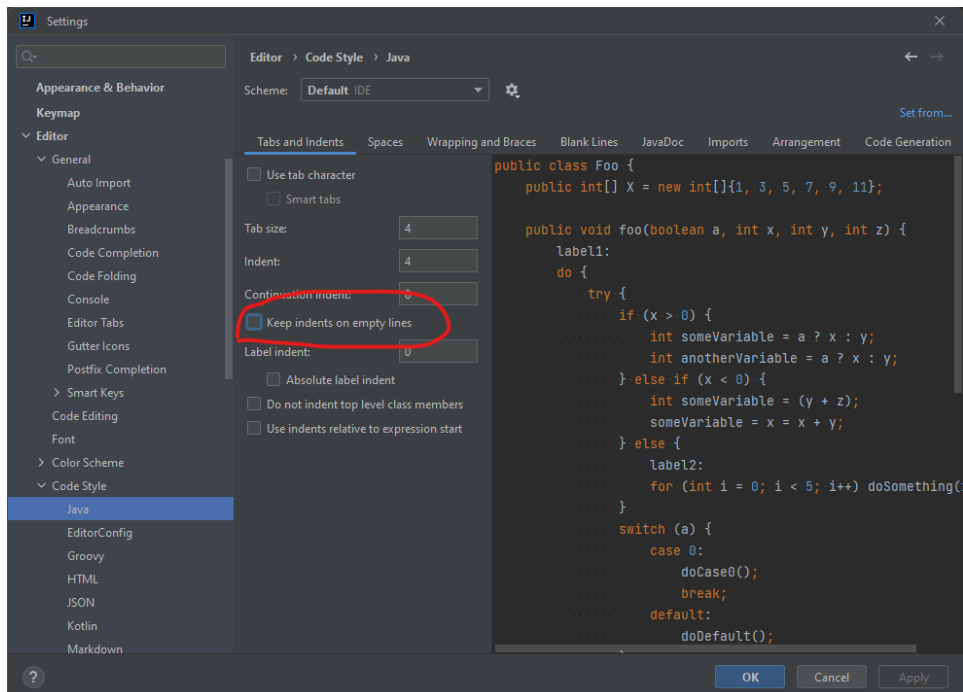 Settings
Editor › Code Style › Java
Scheme: Default IDE
Set from...
Appearance & Behavior
Keymap
Editor
General
Auto Import
Appearance
Breadcrumbs
Code Completion
Code Folding
Console
Editor Tabs
Gutter Icons
Postfix Completion
Smart Keys
Code Editing
Font
Color Scheme
Code Style
Java
EditorConfig
Groovy
HTML
JSON
Kotlin
Markdown
Tabs and Indents Spaces Wrapping and Braces Blank Lines JavaDoc Imports Arrangement Code Generation
Use tab character
Smart tabs
Tab size: 4
Indent: 4
Continuation indent: 8
Keep indents on empty lines
Label indent: 0
Absolute label indent
Do not indent top level class members
Use indents relative to expression start
public class Foo {
public int[] X = new int[]{1, 3, 5, 7, 9, 11};
public void foo(boolean a, int x, int y, int z) {
label1:
do {
try {
if (x > 0) {
int someVariable = a ? x : y;
int anotherVariable = a ? x : y;
} else if (x < 0) {
int someVariable = (y + z);
someVariable = x = x + y;
} else {
label2:
for (int i = 0; i < 5; i++) doSomething(
}
switch (a) {
case 0:
doCase0();
break;
default:
doDefault();
?
OK Cancel Apply